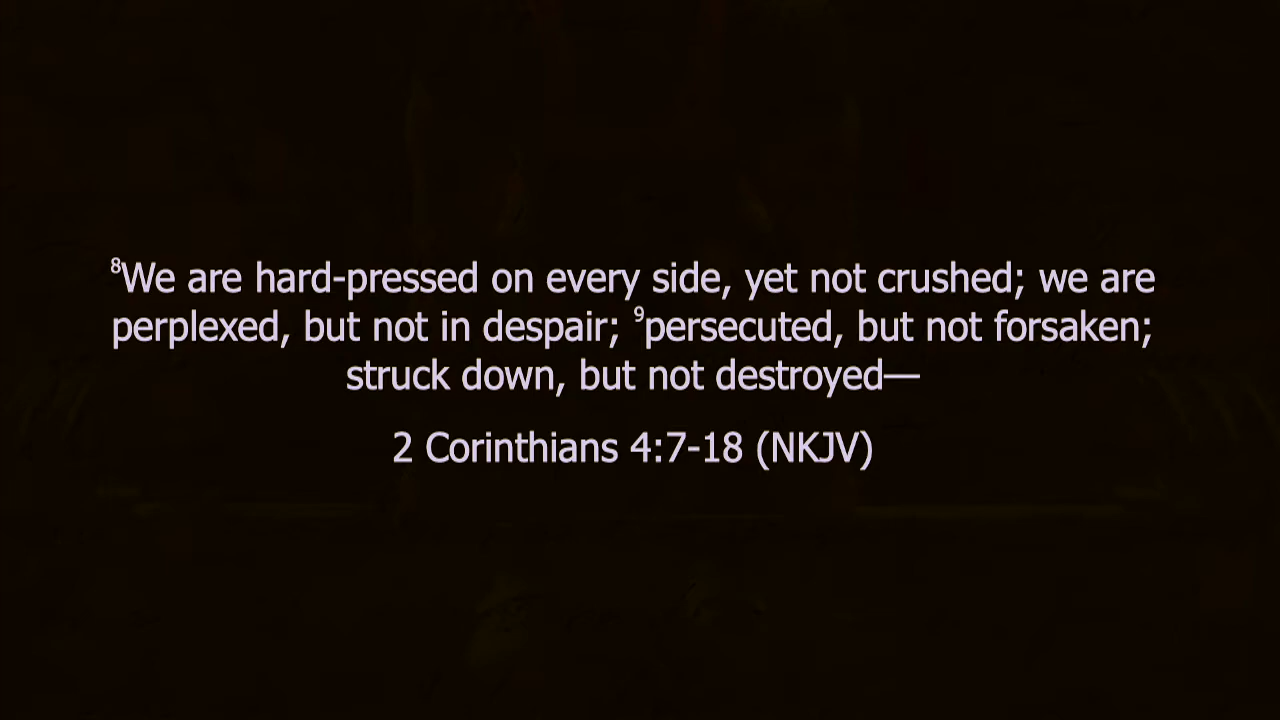 ⁸We are hard-pressed on every side, yet not crushed; we are
perplexed, but not in despair; ⁹persecuted, but not forsaken;
struck down, but not destroyed—
2 Corinthians 4:7-18 (NKJV)